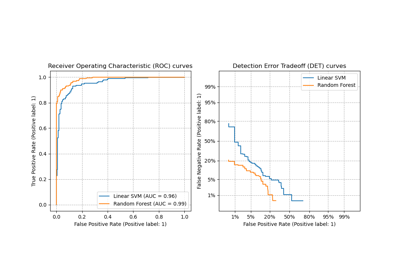 Receiver Operating Characteristic (ROC) curves
1.0
0.8
0.6
0.4
0.2
0.0
True Positive Rate (Positive label: 1)
Linear SVM (AUC = 0.96)
Random Forest (AUC = 0.99)
0.0 0.2 0.4 0.6 0.8 1.0
False Positive Rate (Positive label: 1)
Detection Error Tradeoff (DET) curves
Linear SVM
Random Forest
99%
95%
80%
50%
20%
5%
1%
False Negative Rate (Positive label: 1)
1% 5% 20% 50% 80% 95% 99%
False Positive Rate (Positive label: 1)